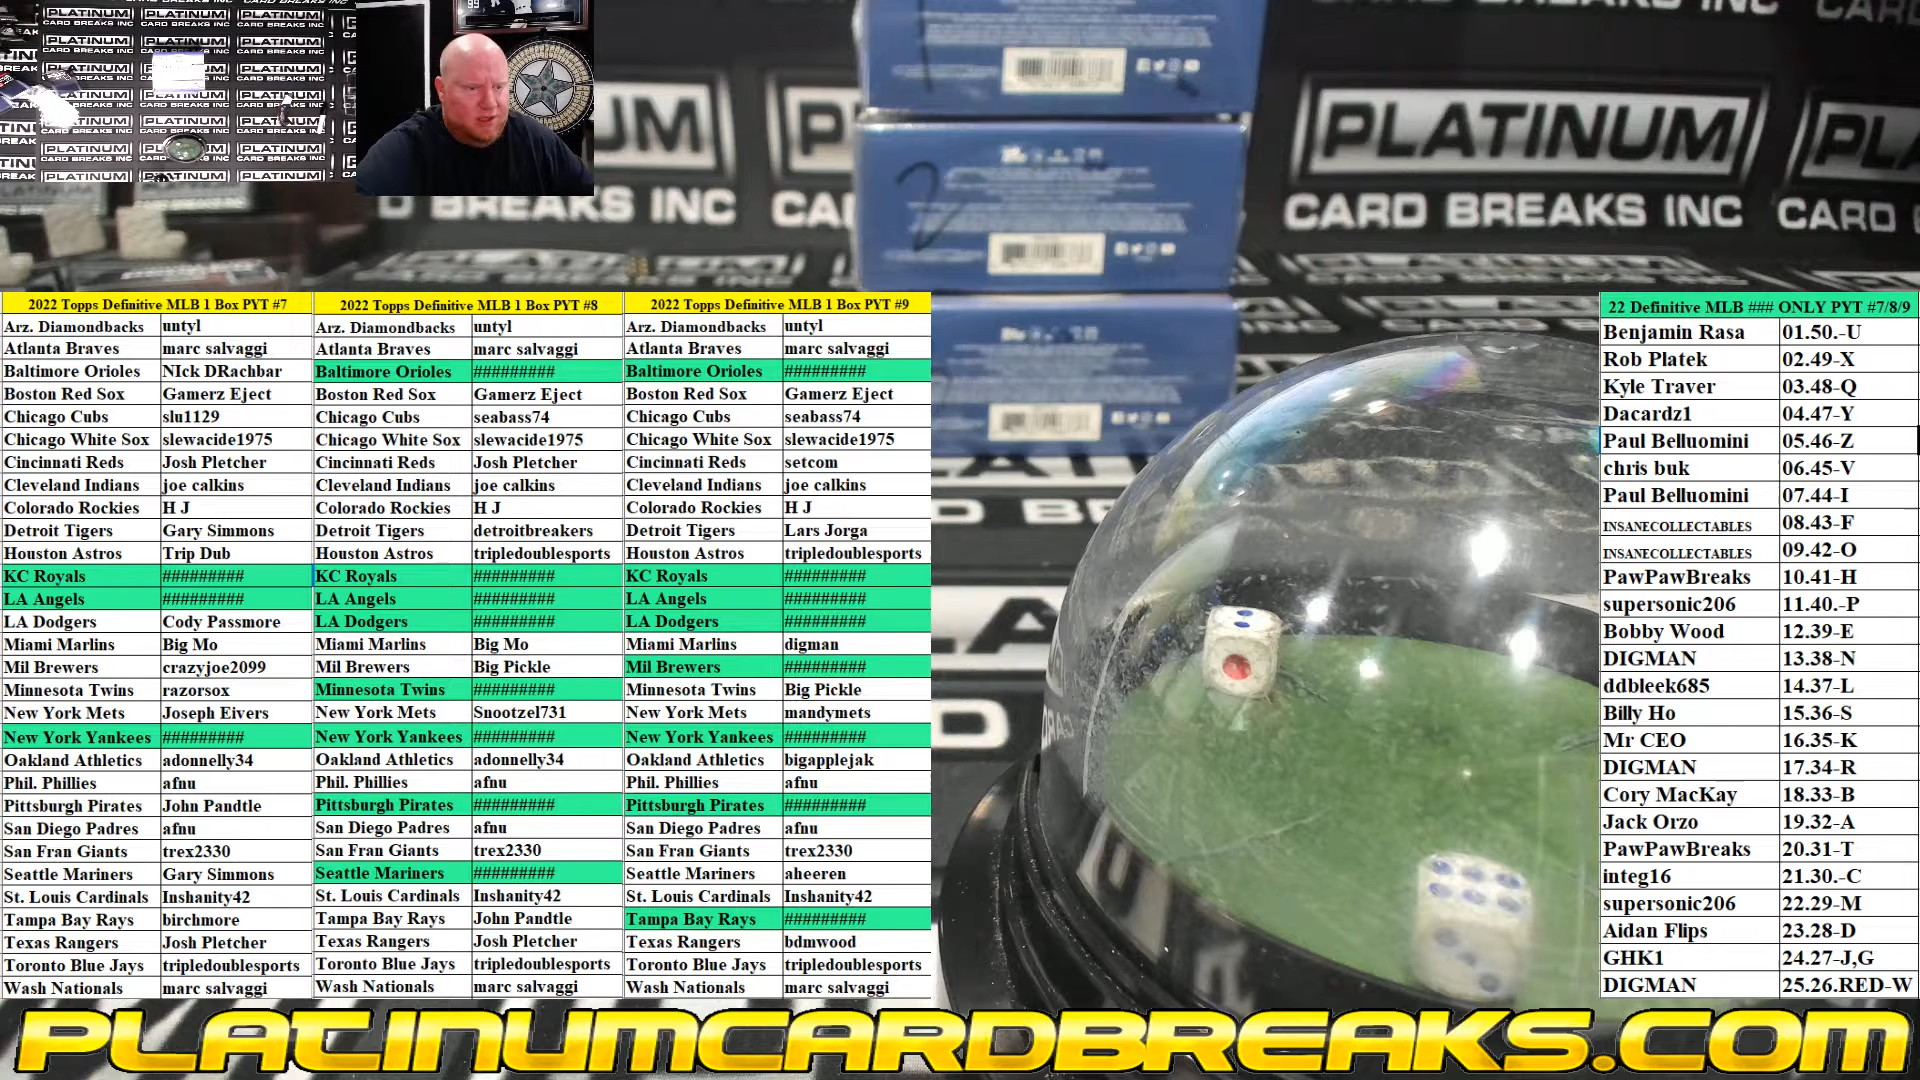 PLATINUM
CARD BREAKS INC
PLATINUM
CARD BREAKS INC
PLATINUM
CARD BREAKS INC
2
2022 Topps Definitive MLB 1 Box PYT #7
Arz. Diamondbacks untyl
Atlanta Braves marc salvaggi
Baltimore Orioles NIck DRachbar
Boston Red Sox Gamerz Eject
Chicago Cubs slu1129
Chicago White Sox slewacide1975
Cincinnati Reds Josh Pletcher
Cleveland Indians joe calkins
Colorado Rockies H J
Detroit Tigers Gary Simmons
Houston Astros Trip Dub
KC Royals #########
LA Angels #########
LA Dodgers Cody Passmore
Miami Marlins Big Mo
Mil Brewers crazyjoe2099
Minnesota Twins razorsox
New York Mets Joseph Eivers
New York Yankees #########
Oakland Athletics adonnelly34
Phil. Phillies afnu
Pittsburgh Pirates John Pandtle
San Diego Padres afnu
San Fran Giants trex2330
Seattle Mariners Gary Simmons
St. Louis Cardinals Inshanity42
Tampa Bay Rays birchmore
Texas Rangers Josh Pletcher
Toronto Blue Jays tripledoublesports
Wash Nationals marc salvaggi
2022 Topps Definitive MLB 1 Box PYT #8
Arz. Diamondbacks untyl
Atlanta Braves marc salvaggi
Baltimore Orioles #########
Boston Red Sox Gamerz Eject
Chicago Cubs seabass74
Chicago White Sox slewacide1975
Cincinnati Reds Josh Pletcher
Cleveland Indians joe calkins
Colorado Rockies H J
Detroit Tigers detroitbreakers
Houston Astros tripledoublesports
KC Royals #########
LA Angels #########
LA Dodgers #########
Miami Marlins Big Mo
Mil Brewers Big Pickle
Minnesota Twins #########
New York Mets Snootzel731
New York Yankees #########
Oakland Athletics adonnelly34
Phil. Phillies afnu
Pittsburgh Pirates #########
San Diego Padres afnu
San Fran Giants trex2330
Seattle Mariners #########
St. Louis Cardinals Inshanity42
Tampa Bay Rays John Pandtle
Texas Rangers Josh Pletcher
Toronto Blue Jays tripledoublesports
Wash Nationals marc salvaggi
2022 Topps Definitive MLB 1 Box PYT #9
Arz. Diamondbacks untyl
Atlanta Braves marc salvaggi
Baltimore Orioles #########
Boston Red Sox Gamerz Eject
Chicago Cubs seabass74
Chicago White Sox slewacide1975
Cincinnati Reds setcom
Cleveland Indians joe calkins
Colorado Rockies H J
Detroit Tigers Lars Jorga
Houston Astros tripledoublesports
KC Royals #########
LA Angels #########
LA Dodgers #########
Miami Marlins digman
Mil Brewers #########
Minnesota Twins Big Pickle
New York Mets mandymets
New York Yankees #########
Oakland Athletics bigapplejak
Phil. Phillies afnu
Pittsburgh Pirates #########
San Diego Padres afnu
San Fran Giants trex2330
Seattle Mariners aheeren
St. Louis Cardinals Inshanity42
Tampa Bay Rays #########
Texas Rangers bdmwood
Toronto Blue Jays tripledoublesports
Wash Nationals marc salvaggi
22 Definitive MLB ### ONLY PYT #7/8/9
Benjamin Rasa 01.50.-U
Rob Platek 02.49-X
Kyle Traver 03.48-Q
Dacardz1 04.47-Y
Paul Belluomini 05.46-Z
chris buk 06.45-V
Paul Belluomini 07.44-I
INSANECOLLECTABLES 08.43-F
INSANECOLLECTABLES 09.42-O
PawPawBreaks 10.41-H
supersonic206 11.40.-P
Bobby Wood 12.39-E
DIGMAN 13.38-N
ddbleek685 14.37-L
Billy Ho 15.36-S
Mr CEO 16.35-K
DIGMAN 17.34-R
Cory MacKay 18.33-B
Jack Orzo 19.32-A
PawPawBreaks 20.31-T
integ16 21.30.-C
supersonic206 22.29-M
Aidan Flips 23.28-D
GHK1 24.27-J,G
DIGMAN 25.26.RED-W
PLATINUMCARDBREAKS.COM